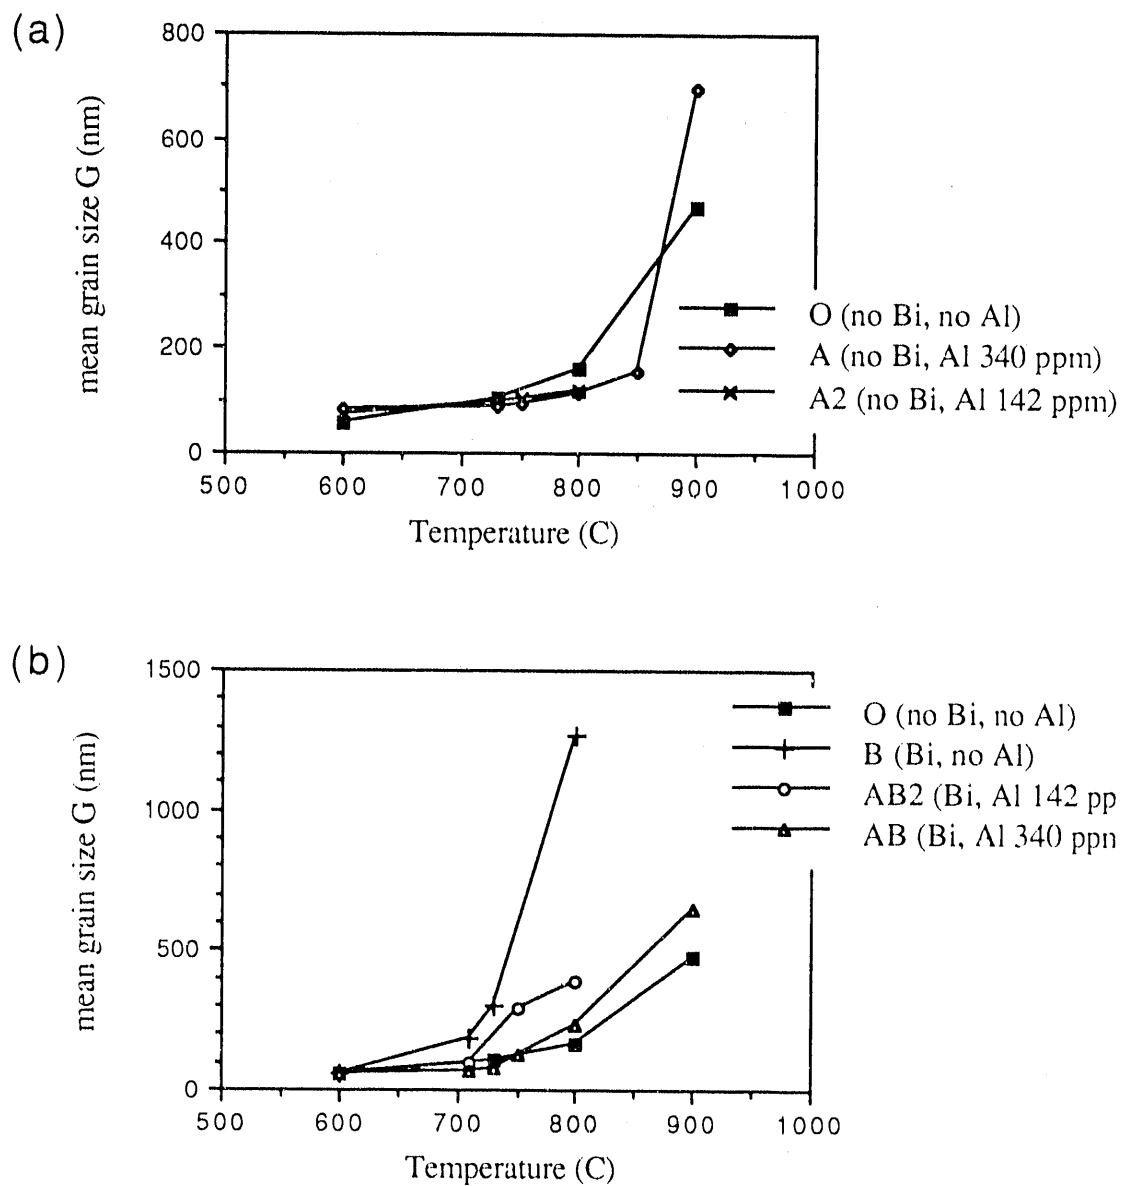 (a)
800
600
400
200
0
mean grain size G (nm)
500 600 700 800 900 1000
Temperature (C)
O (no Bi, no Al)
A (no Bi, Al 340 ppm)
A2 (no Bi, Al 142 ppm)
(b)
1500
1000
500
0
mean grain size G (nm)
500 600 700 800 900 1000
Temperature (C)
O (no Bi, no Al)
B (Bi, no Al)
AB2 (Bi, Al 142 pp
AB (Bi, Al 340 ppn